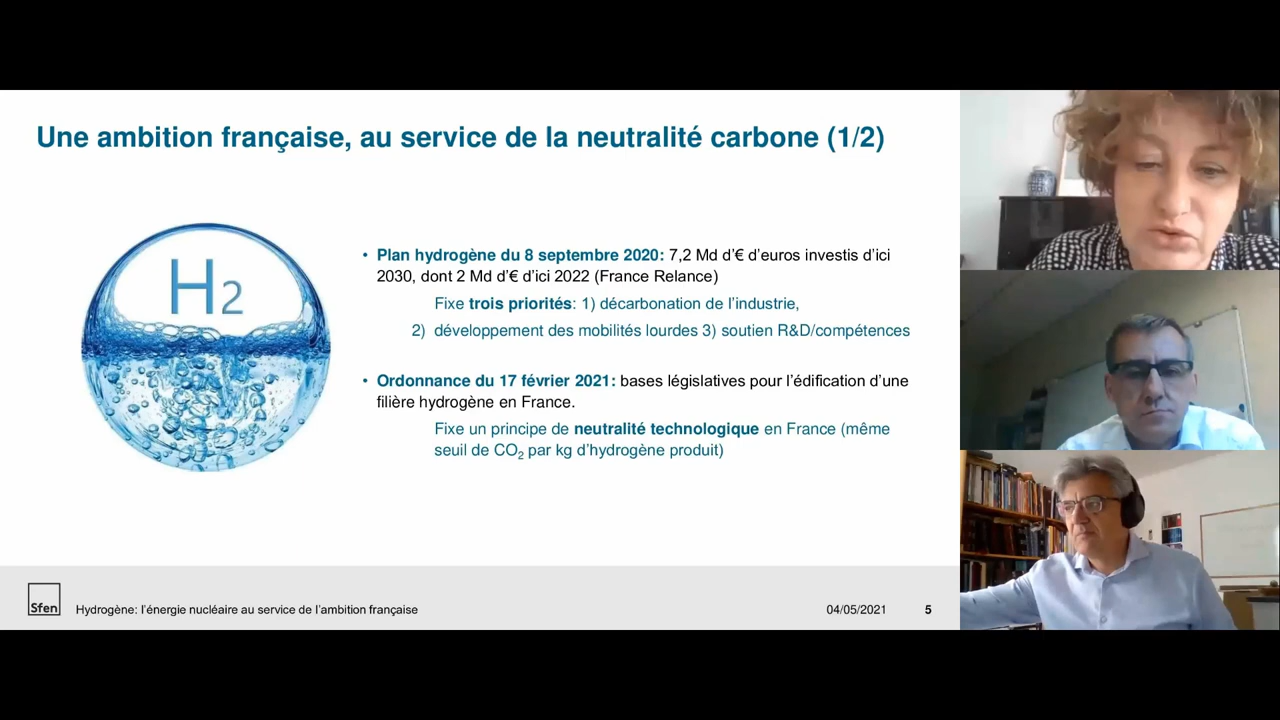 Une ambition française, au service de la neutralité carbone (1/2)
H2
• Plan hydrogène du 8 septembre 2020: 7,2 Md d’€ d’euros investis d’ici
2030, dont 2 Md d’€ d’ici 2022 (France Relance)
Fixe trois priorités: 1) décarbonation de l’industrie,
2) développement des mobilités lourdes 3) soutien R&D/compétences
• Ordonnance du 17 février 2021: bases législatives pour l’édification d’une
filière hydrogène en France.
Fixe un principe de neutralité technologique en France (même
seuil de CO2 par kg d’hydrogène produit)
Sfen
Hydrogène: l’énergie nucléaire au service de l’ambition française
04/05/2021
5